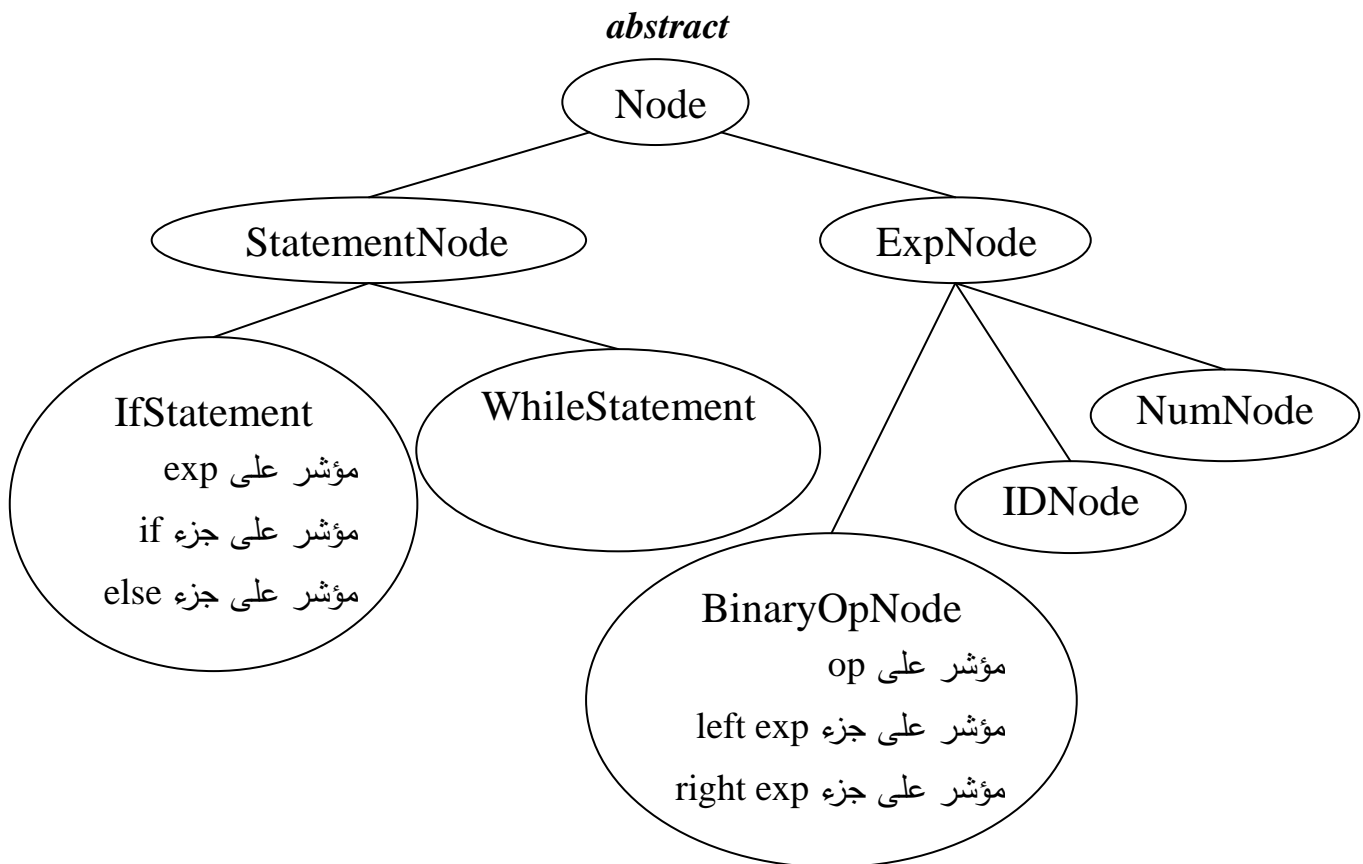 abstract
Node
StatementNode
ExpNode
IfStatement
مؤشر على exp
مؤشر على جزء if
مؤشر على جزء else
WhileStatement
NumNode
IDNode
BinaryOpNode
مؤشر على op
مؤشر على جزء left exp
مؤشر على جزء right exp